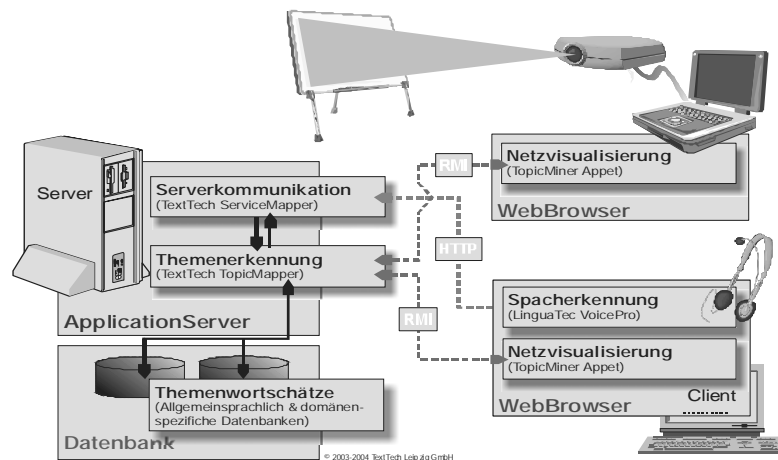 Server
Serverkommunikation
(TextTech ServiceMapper)
Themenerkennung
(TextTech TopicMapper)
ApplicationServer
Themenwortschätze
(Allgemeinsprachlich & domänen-
spezifiche Datenbanken)
Datenbank
RMI
HTTP
RMI
Netzvisualisierung
(TopicMiner Appet)
WebBrowser
Spacherkennung
(LinguaTec VoicePro)
Netzvisualisierung
(TopicMiner Appet)
WebBrowser
Client
© 2003-2004 TextTech Leipzig GmbH